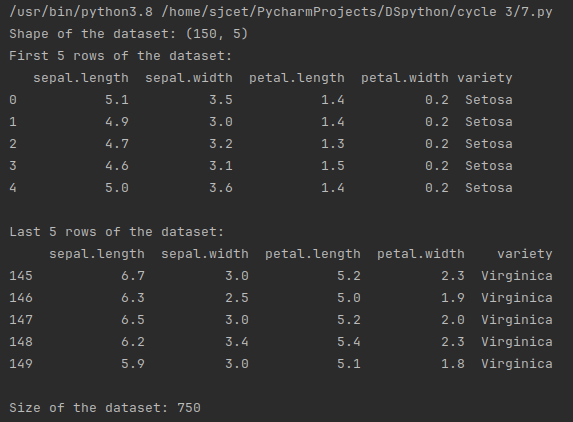 /usr/bin/python3.8 /home/sjcet/PycharmProjects/DSpython/cycle 3/7.py
Shape of the dataset: (150, 5)
First 5 rows of the dataset:
   sepal.length  sepal.width  petal.length  petal.width variety
0           5.1          3.5           1.4          0.2  Setosa
1           4.9          3.0           1.4          0.2  Setosa
2           4.7          3.2           1.3          0.2  Setosa
3           4.6          3.1           1.5          0.2  Setosa
4           5.0          3.6           1.4          0.2  Setosa

Last 5 rows of the dataset:
     sepal.length  sepal.width  petal.length  petal.width    variety
145           6.7          3.0           5.2          2.3  Virginica
146           6.3          2.5           5.0          1.9  Virginica
147           6.5          3.0           5.2          2.0  Virginica
148           6.2          3.4           5.4          2.3  Virginica
149           5.9          3.0           5.1          1.8  Virginica

Size of the dataset: 750